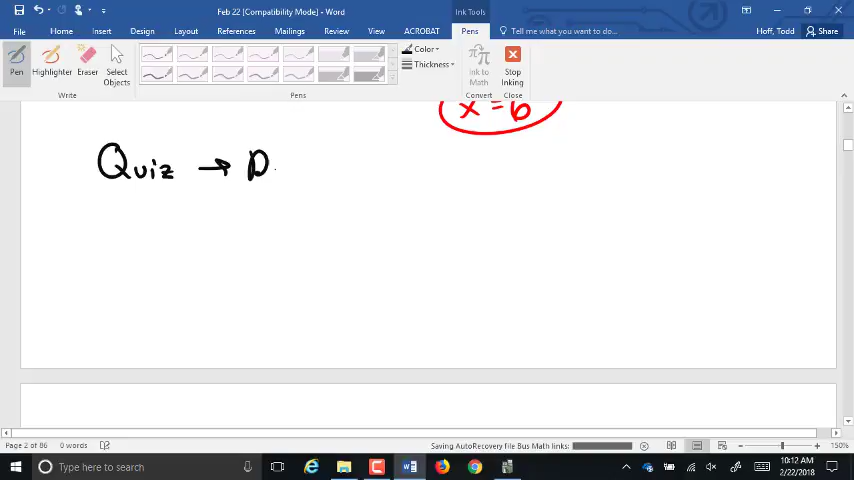 Feb 22 [Compatibility Mode] - Word
Ink Tools
File Home Insert Design Layout References Mailings Review View ACROBAT Pens Tell me what you want to do... Hoff, Todd Share
Pen Highlighter Eraser Select Objects Color Thickness Ink to Math Stop Inking
Write Pens Convert Close
x = 6
Quiz → D
Page 2 of 86 0 words Saving AutoRecovery file Bus Math links: 150%
Type here to search 10:12 AM
2/22/2018